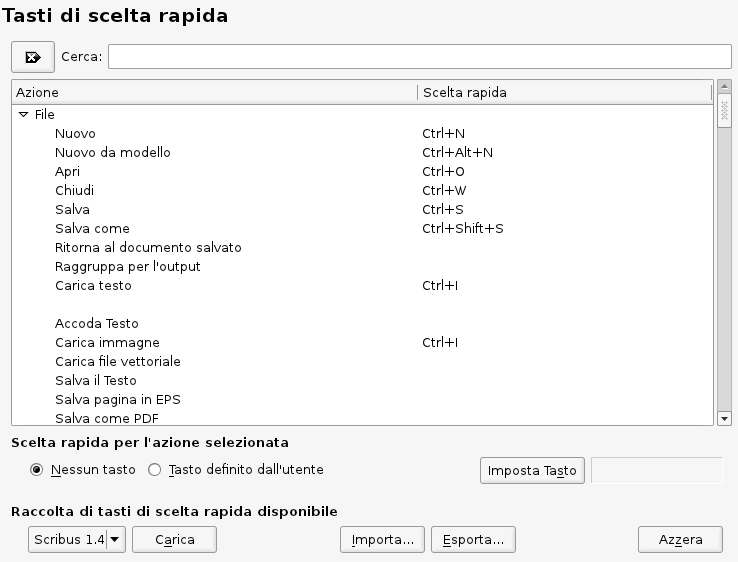 Tasti di scelta rapida
Cerca:
Azione Scelta rapida
File
Nuovo Ctrl+N
Nuovo da modello Ctrl+Alt+N
Apri Ctrl+O
Chiudi Ctrl+W
Salva Ctrl+S
Salva come Ctrl+Shift+S
Ritorna al documento salvato
Raggruppa per l'output
Carica testo Ctrl+I
Accoda Testo
Carica immagne Ctrl+I
Carica file vettoriale
Salva il Testo
Salva pagina in EPS
Salva come PDF
Scelta rapida per l'azione selezionata
Nessun tasto Tasto definito dall'utente Imposta Tasto
Raccolta di tasti di scelta rapida disponibile
Scribus 1.4 Carica Importa... Esporta... Azzera